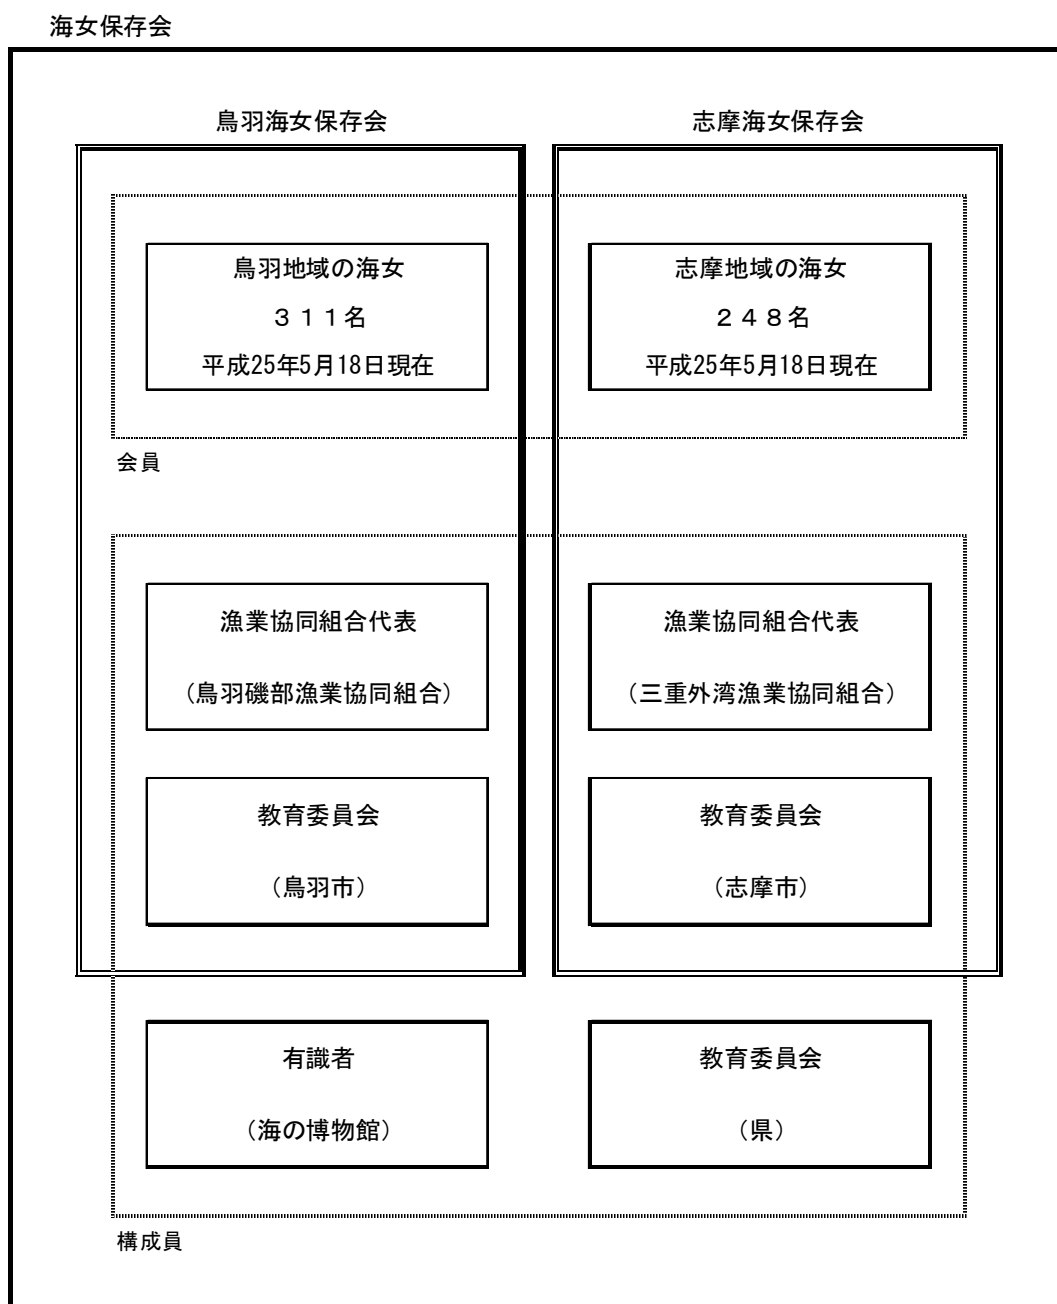 海女保存会
鳥羽海女保存会
志摩海女保存会
鳥羽地域の海女
３１１名
平成25年5月18日現在
志摩地域の海女
２４８名
平成25年5月18日現在
会員
漁業協同組合代表
（鳥羽磯部漁業協同組合）
漁業協同組合代表
（三重外湾漁業協同組合）
教育委員会
（鳥羽市）
教育委員会
（志摩市）
有識者
（海の博物館）
教育委員会
（県）
構成員